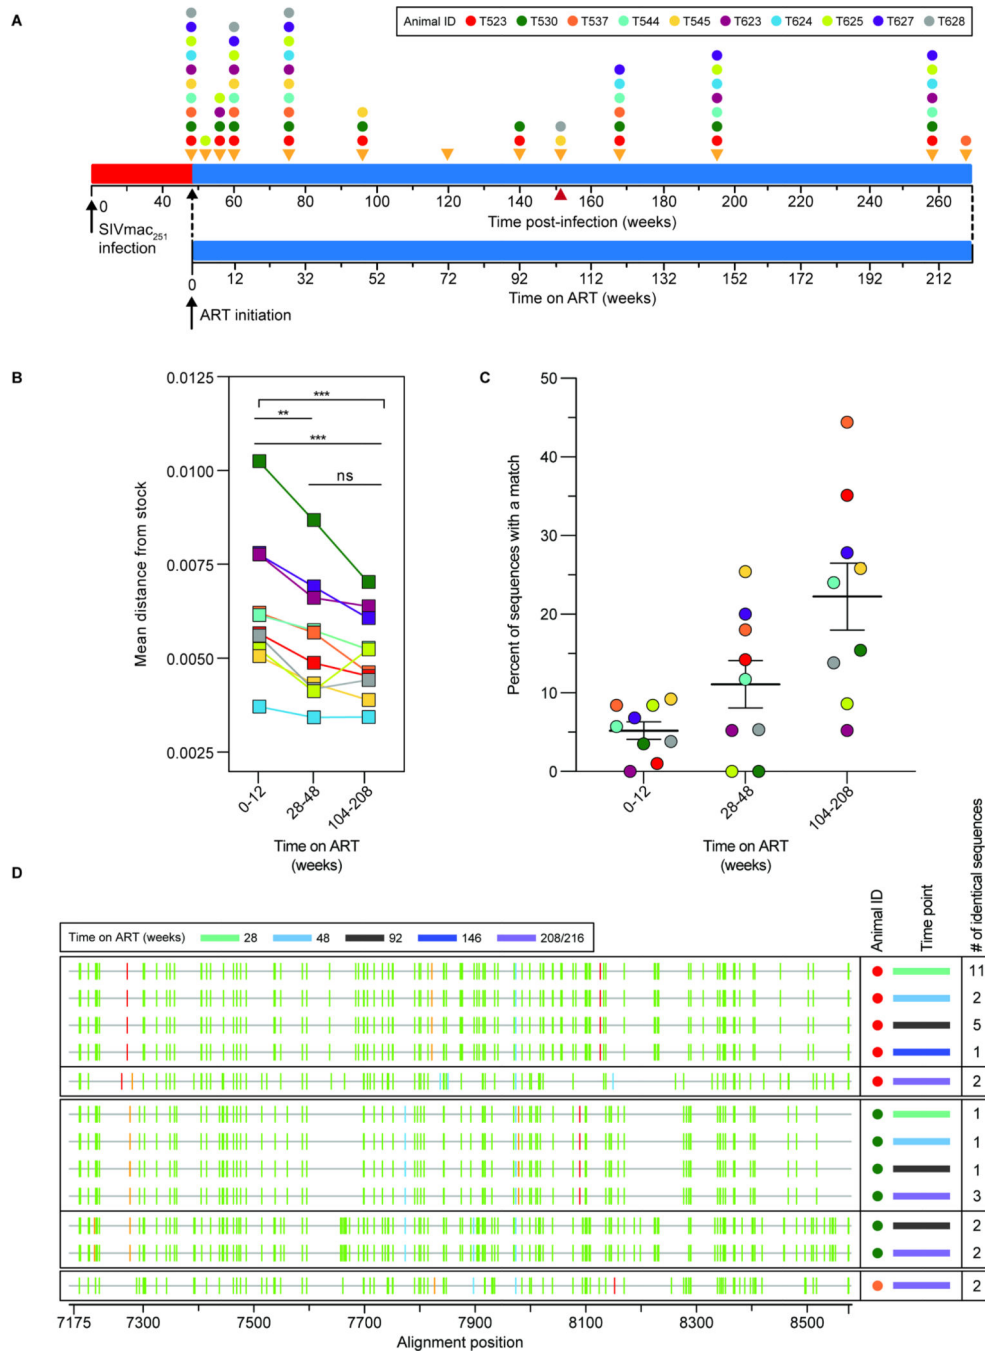 A
Animal ID T523 T530 T537 T544 T545 T623 T624 T625 T627 T628
0 40 60 80 100 120 140 160 180 200 220 240 260
Time post-infection (weeks)
SIVmac251
infection
0 12 32 52 72 92 112 132 152 172 192 212
Time on ART (weeks)
ART initiation
B
Mean distance from stock
0.0125
0.0100
0.0075
0.0050
0.0025
***
**
***
ns
0-12 28-48 104-208
Time on ART
(weeks)
C
Percent of sequences with a match
50
40
30
20
10
0
0-12 28-48 104-208
Time on ART
(weeks)
D
Time on ART (weeks) 28 48 92 146 208/216
Animal ID
Time point
# of identical sequences
11
2
5
1
2
1
1
1
3
2
2
2
7175 7300 7500 7700 7900 8100 8300 8500
Alignment position